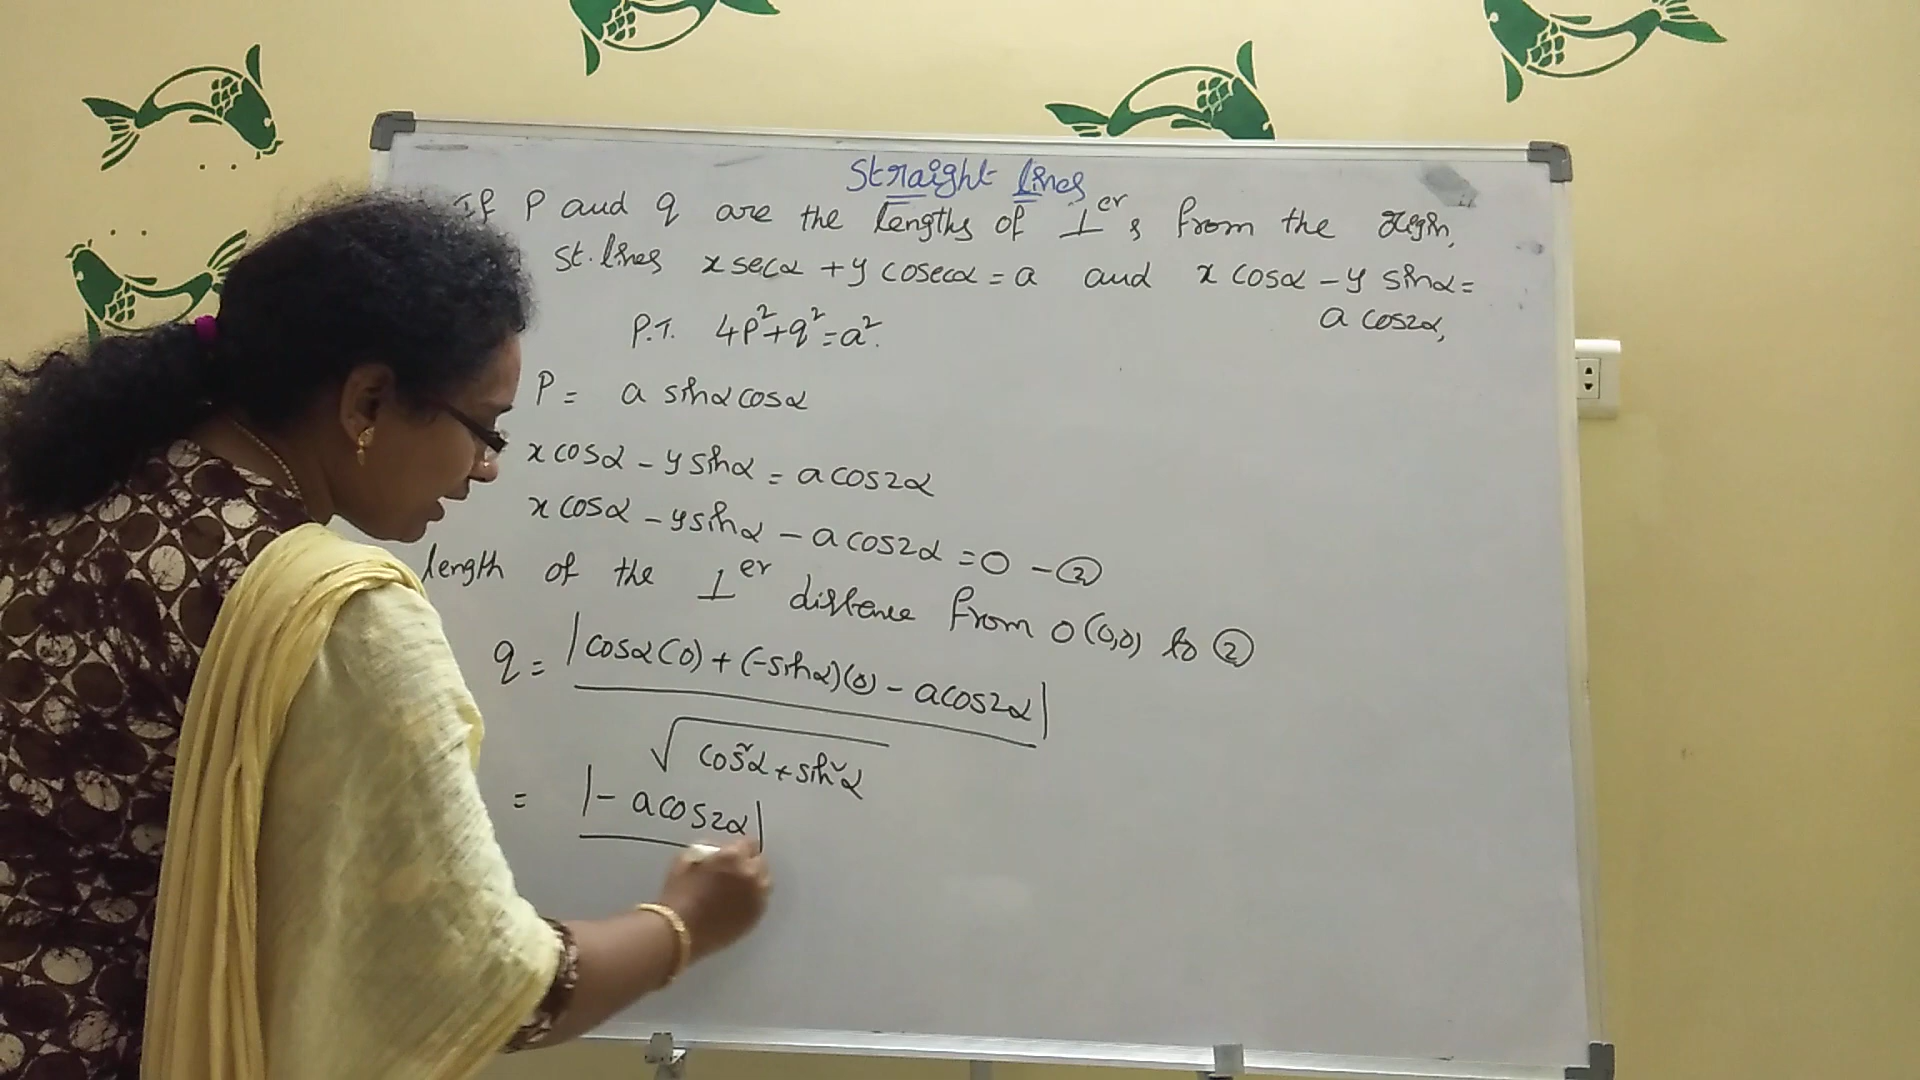 Straight lines
If P and q are the lengths of ⊥er s from the origin,
st. lines x secα + y cosecα = a and x cosα - y sinα =
a cos2α,
P.T. 4P²+q²=a².
P = a sinα cosα
x cosα - y sinα = a cos2α
x cosα - y sinα - a cos2α = 0 - ②
length of the ⊥er distance from O(0,0) to ②
q = |cosα(0) + (-sinα)(0) - a cos2α|
√cos²α + sin²α
= |- a cos2α|